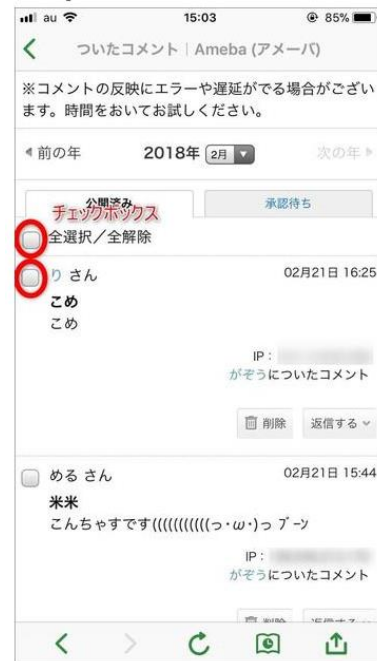 au 15:03 85%
ついたコメント｜Ameba (アメーバ)
※コメントの反映にエラーや遅延がでる場合がござい
ます。時間をおいてお試しください。
前の年 2018年 2月 次の年
公開済み 承認待ち
チェックボックス
全選択／全解除
り さん 02月21日 16:25
こめ
こめ
IP：
がぞうについたコメント
削除 返信する
める さん 02月21日 15:44
米米
こんちゃすです((((((((((っ･ω･)っ ﾌﾞｰﾝ
IP：
がぞうについたコメント
削除 返信する